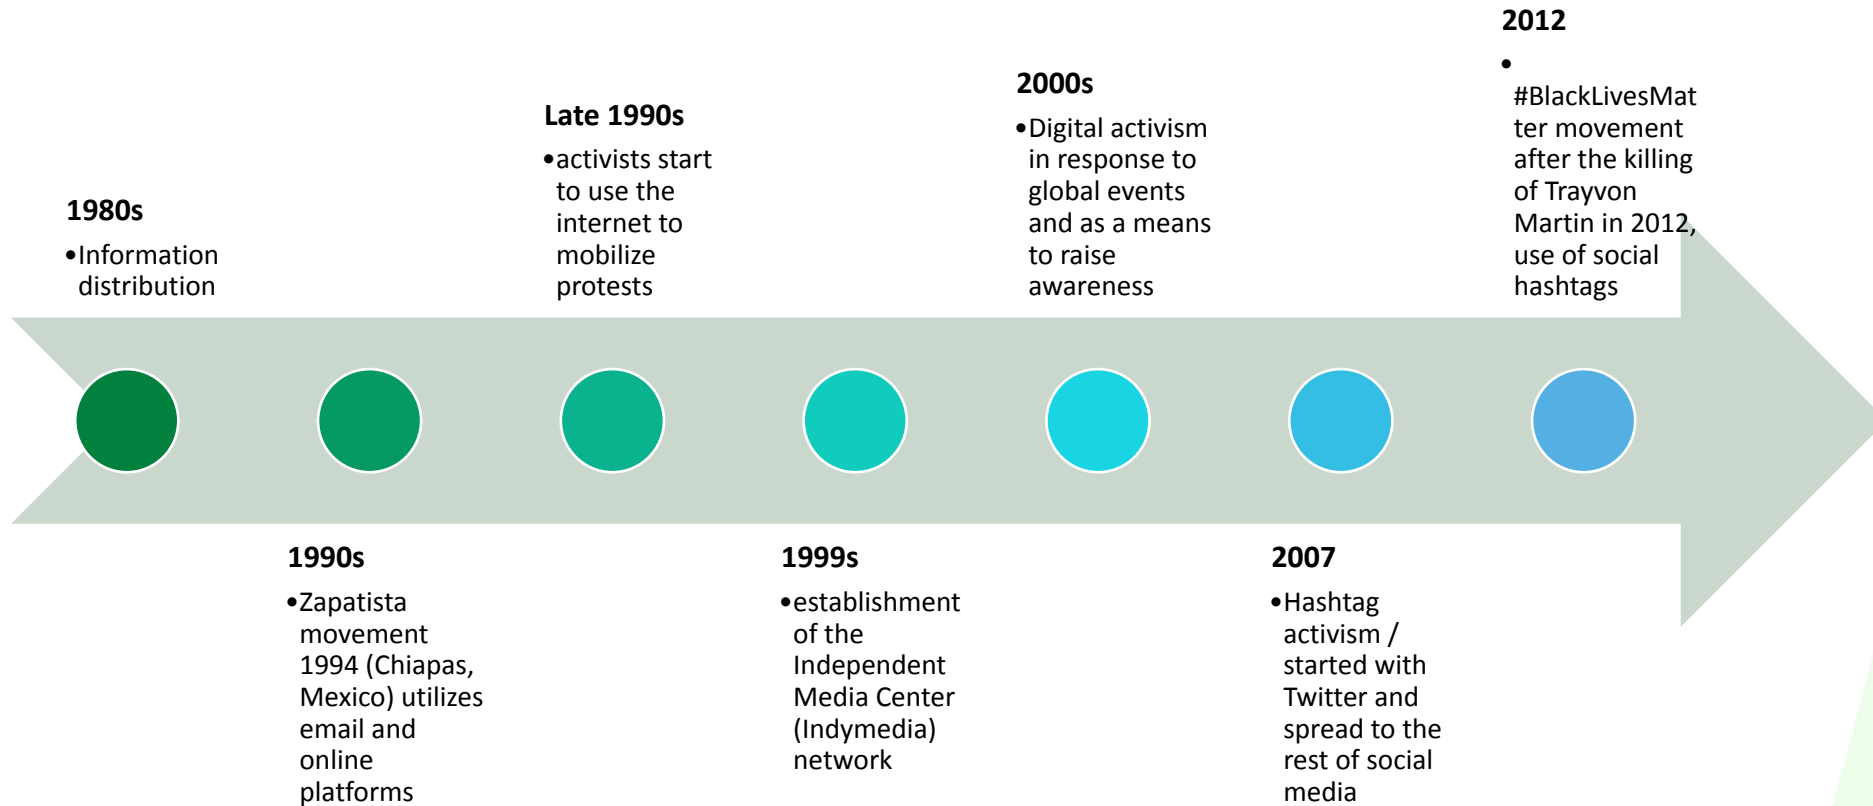 1980s
•Information
distribution
1990s
•Zapatista
movement
1994 (Chiapas,
Mexico) utilizes
email and
online
platforms
Late 1990s
•activists start
to use the
internet to
mobilize
protests
1999s
•establishment
of the
Independent
Media Center
(Indymedia)
network
2000s
•Digital activism
in response to
global events
and as a means
to raise
awareness
2007
•Hashtag
activism /
started with
Twitter and
spread to the
rest of social
media
2012
•
#BlackLivesMat
ter movement
after the killing
of Trayvon
Martin in 2012,
use of social
hashtags